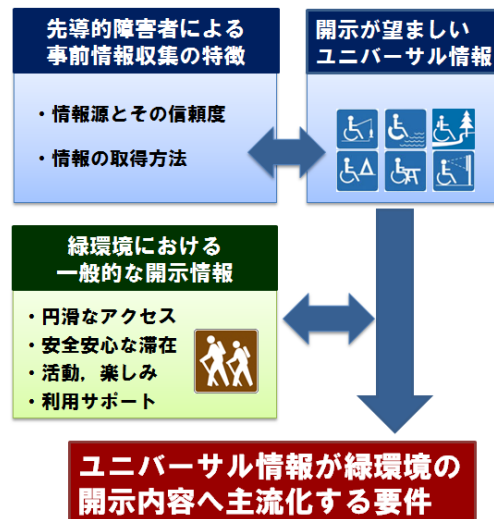 先導的障害者による
事前情報収集の特徴
・情報源とその信頼度
・情報の取得方法
開示が望ましい
ユニバーサル情報
緑環境における
一般的な開示情報
・円滑なアクセス
・安全安心な滞在
・活動，楽しみ
・利用サポート
ユニバーサル情報が緑環境の
開示内容へ主流化する要件